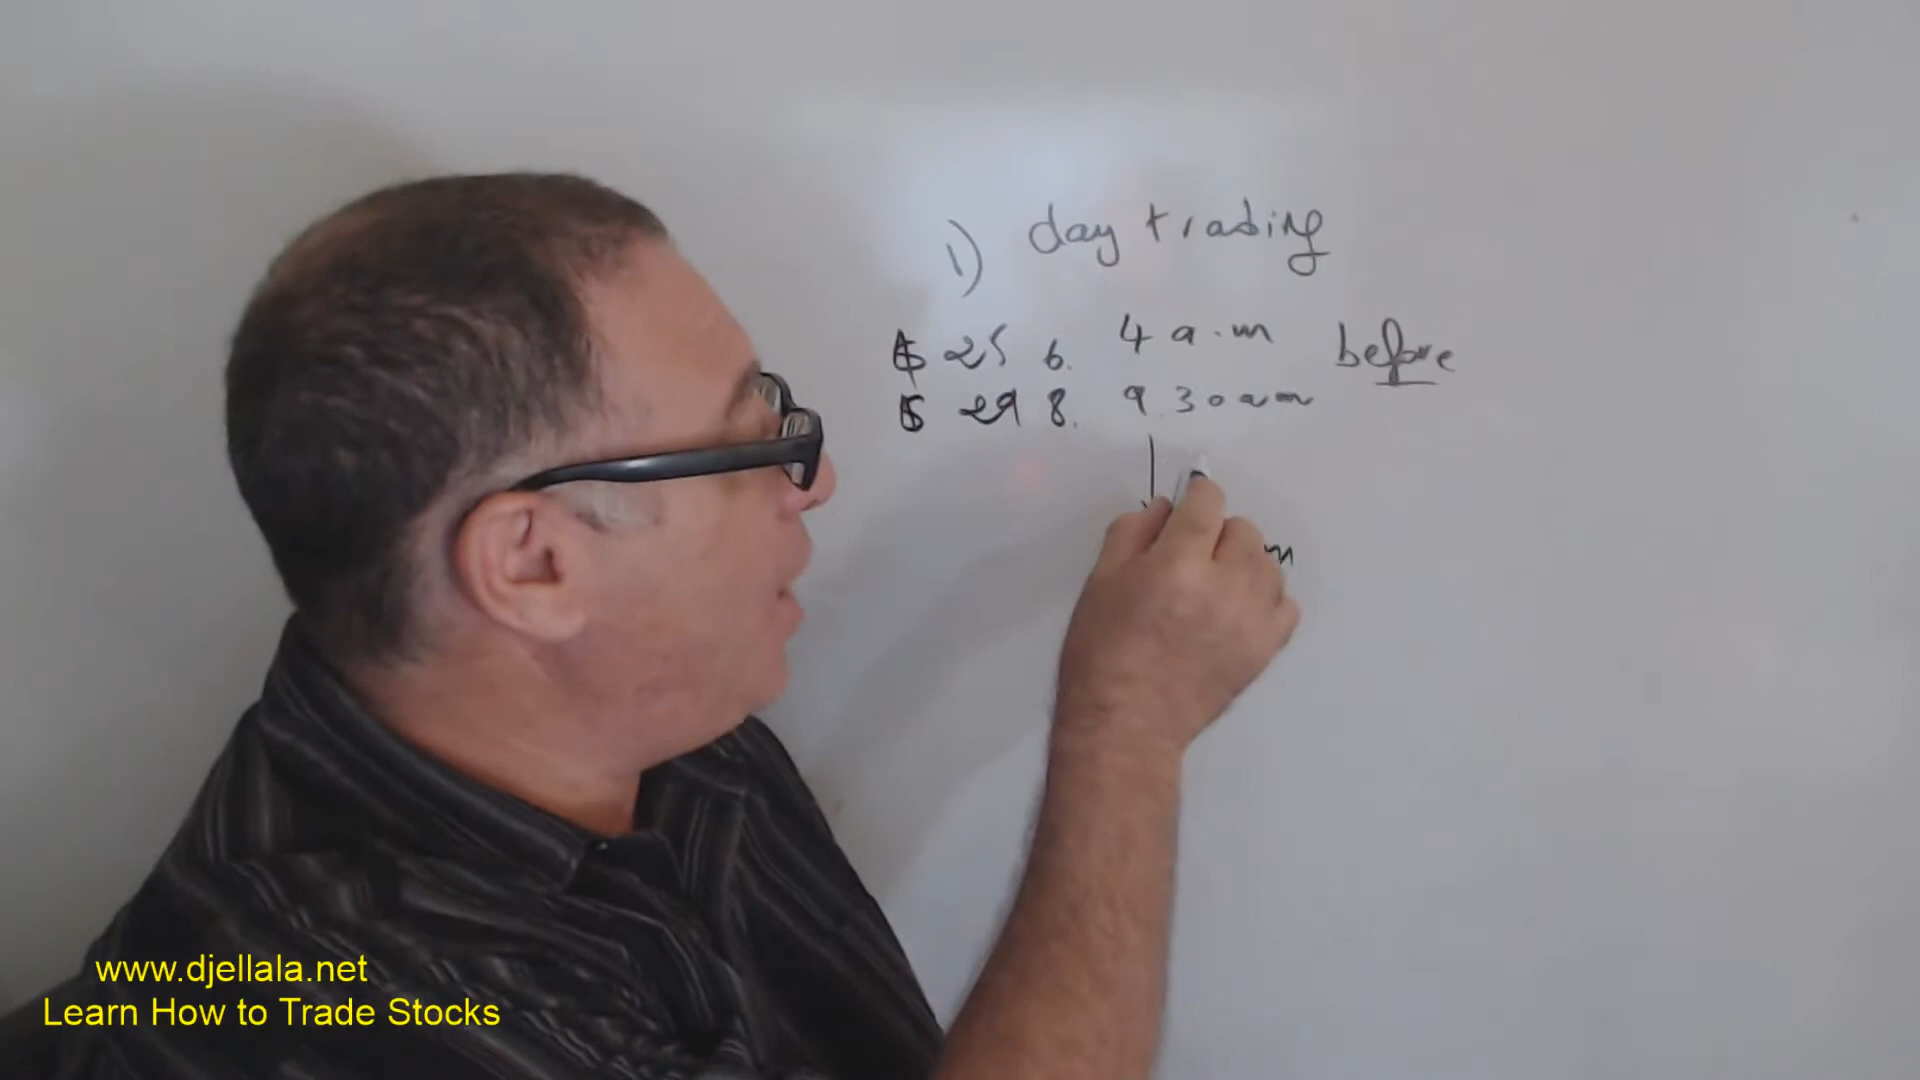 1) day trading
$ 25 6. 4 a.m before
$ 29 8. 9.30 am
m
www.djellala.net
Learn How to Trade Stocks